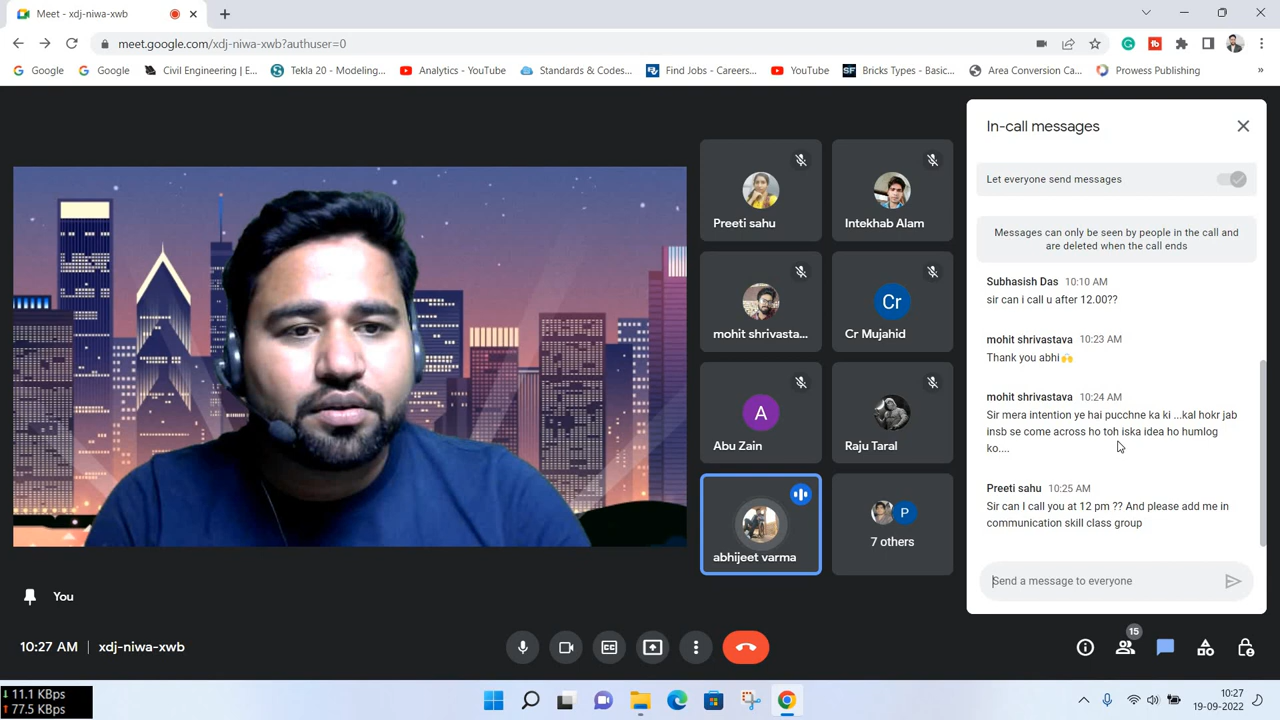 Meet - xdj-niwa-xwb
meet.google.com/xdj-niwa-xwb?authuser=0
Google
Google
Civil Engineering | E...
Tekla 20 - Modeling...
Analytics - YouTube
Standards & Codes...
Find Jobs - Careers...
YouTube
Bricks Types - Basic...
Area Conversion Ca...
Prowess Publishing
»
In-call messages
Let everyone send messages
Messages can only be seen by people in the call and
are deleted when the call ends
Subhasish Das 10:10 AM
sir can i call u after 12.00??
mohit shrivastava 10:23 AM
Thank you abhi🙌
mohit shrivastava 10:24 AM
Sir mera intention ye hai pucchne ka ki ...kal hokr jab
insb se come across ho toh iska idea ho humlog
ko....
Preeti sahu 10:25 AM
Sir can I call you at 12 pm ?? And please add me in
communication skill class group
Send a message to everyone
Preeti sahu
Intekhab Alam
mohit shrivasta...
Cr
Cr Mujahid
A
Abu Zain
Raju Taral
abhijeet varma
P
7 others
You
10:27 AM | xdj-niwa-xwb
15
11.1 KBps
77.5 KBps
10:27
19-09-2022